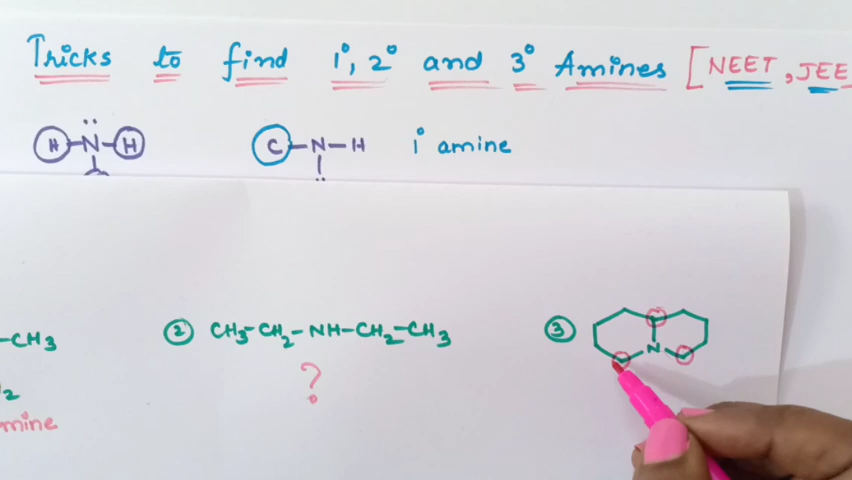 Tricks to find 1°, 2° and 3° Amines [NEET, JEE
H-N-H C-N-H 1° amine
-CH3 ② CH3-CH2-NH-CH2-CH3 ③ N
?
2
mine